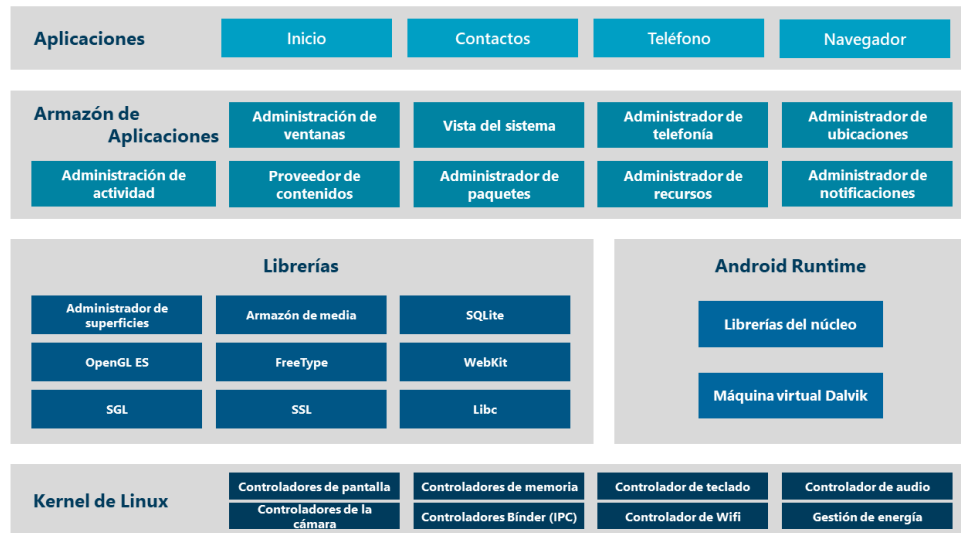 Aplicaciones
Inicio
Contactos
Teléfono
Navegador
Armazón de
Aplicaciones
Administración de
ventanas
Vista del sistema
Administrador de
telefonía
Administrador de
ubicaciones
Administración de
actividad
Proveedor de
contenidos
Administrador de
paquetes
Administrador de
recursos
Administrador de
notificaciones
Librerías
Administrador de
superficies
Armazón de media
SQLite
OpenGL ES
FreeType
WebKit
SGL
SSL
Libc
Android Runtime
Librerías del núcleo
Máquina virtual Dalvik
Kernel de Linux
Controladores de pantalla
Controladores de memoria
Controlador de teclado
Controlador de audio
Controladores de la
cámara
Controladores Bínder (IPC)
Controlador de Wifi
Gestión de energía